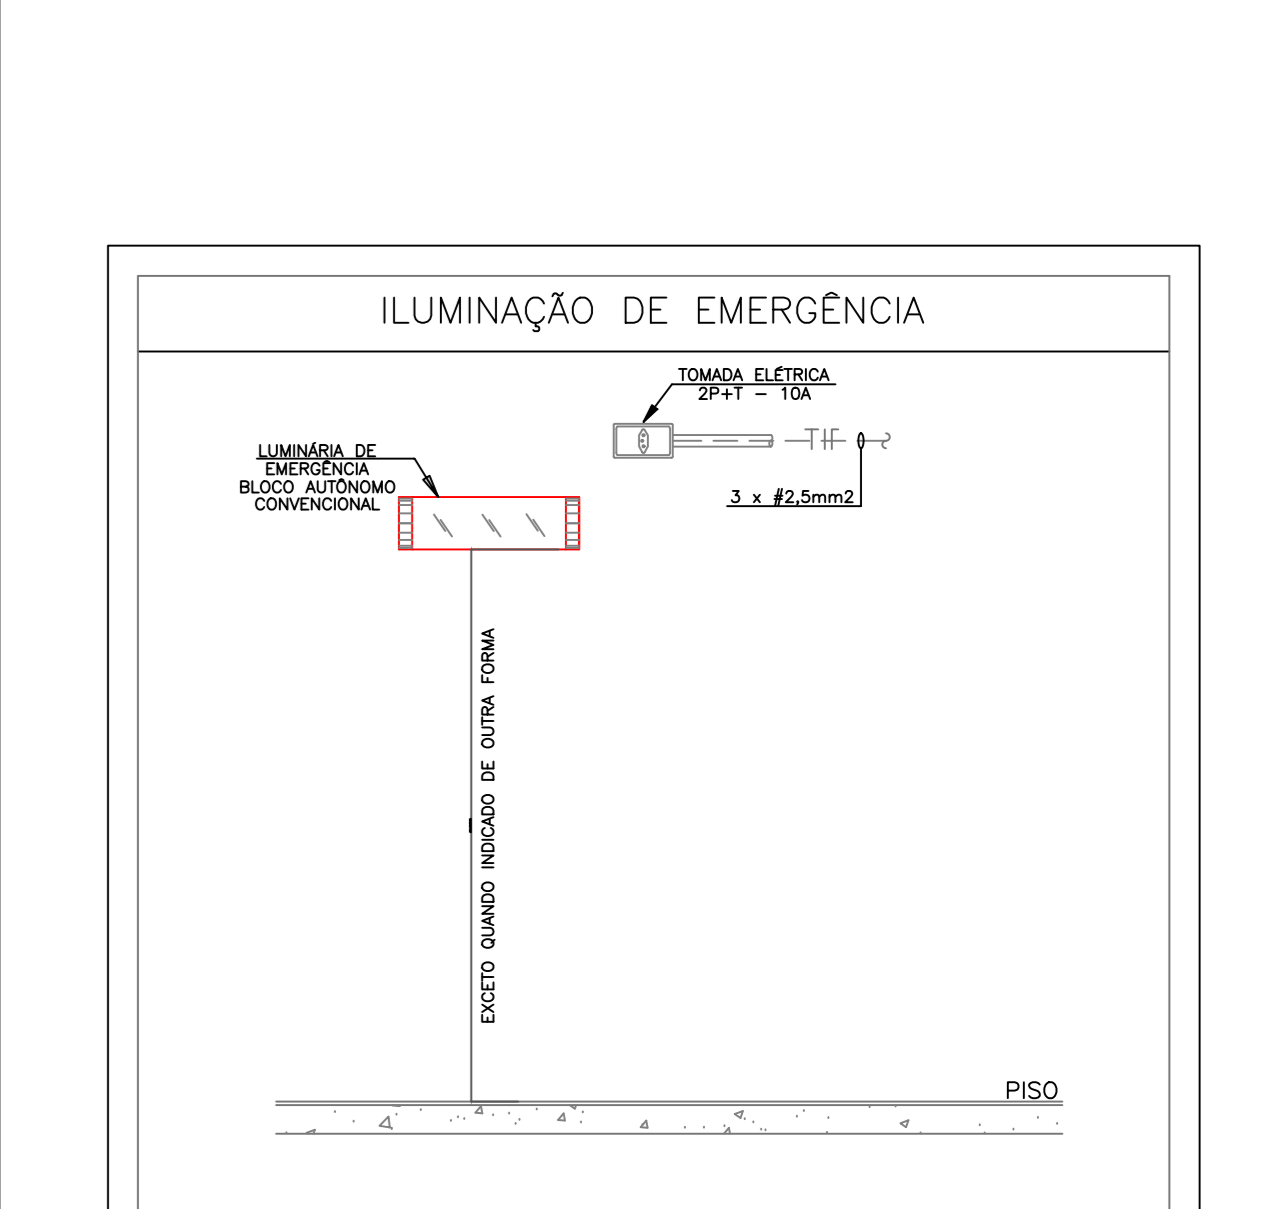 ILUMINAÇÃO DE EMERGÊNCIA
TOMADA ELÉTRICA
2P+T - 10A
TIF
3 x #2,5mm2
LUMINÁRIA DE
EMERGÊNCIA
BLOCO AUTÔNOMO
CONVENCIONAL
EXCETO QUANDO INDICADO DE OUTRA FORMA
PISO